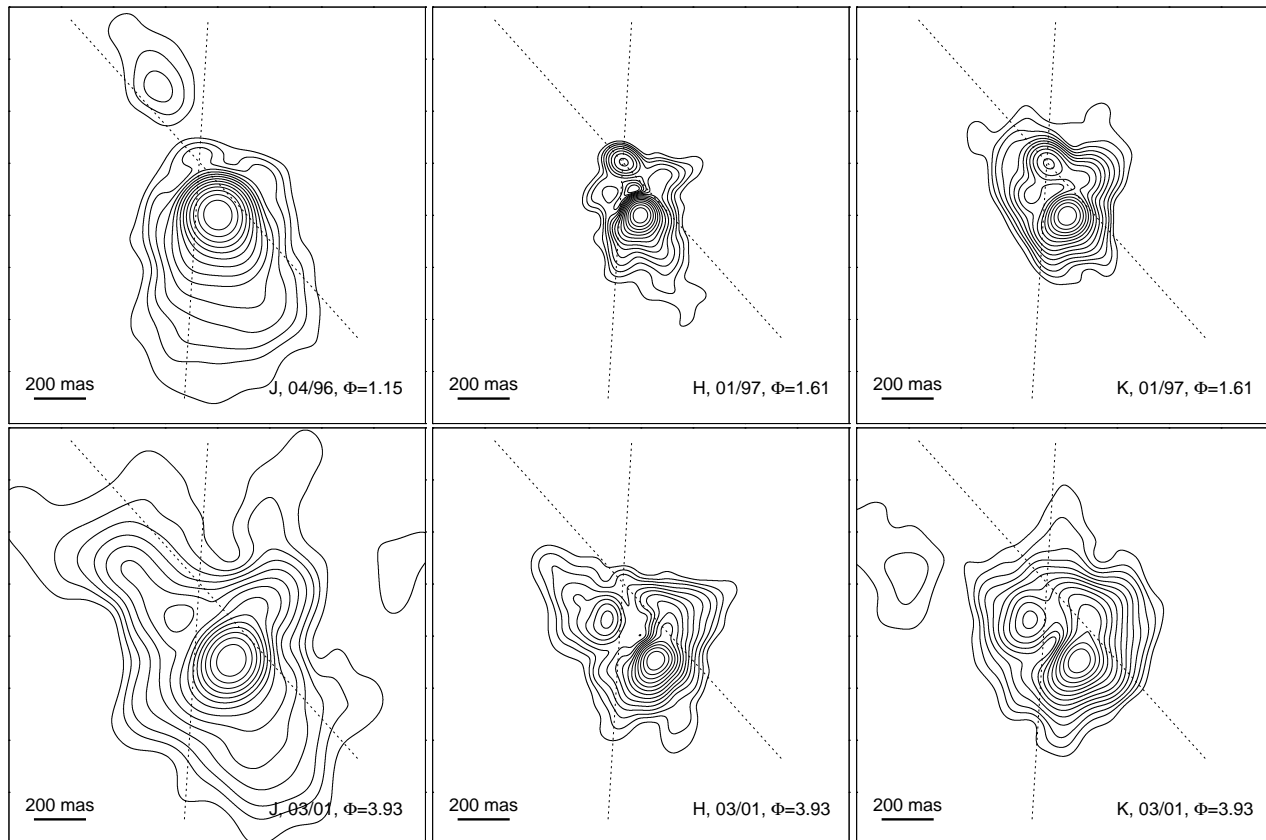 200 mas
J, 04/96, Φ=1.15
200 mas
H, 01/97, Φ=1.61
200 mas
K, 01/97, Φ=1.61
200 mas
J, 03/01, Φ=3.93
200 mas
H, 03/01, Φ=3.93
200 mas
K, 03/01, Φ=3.93